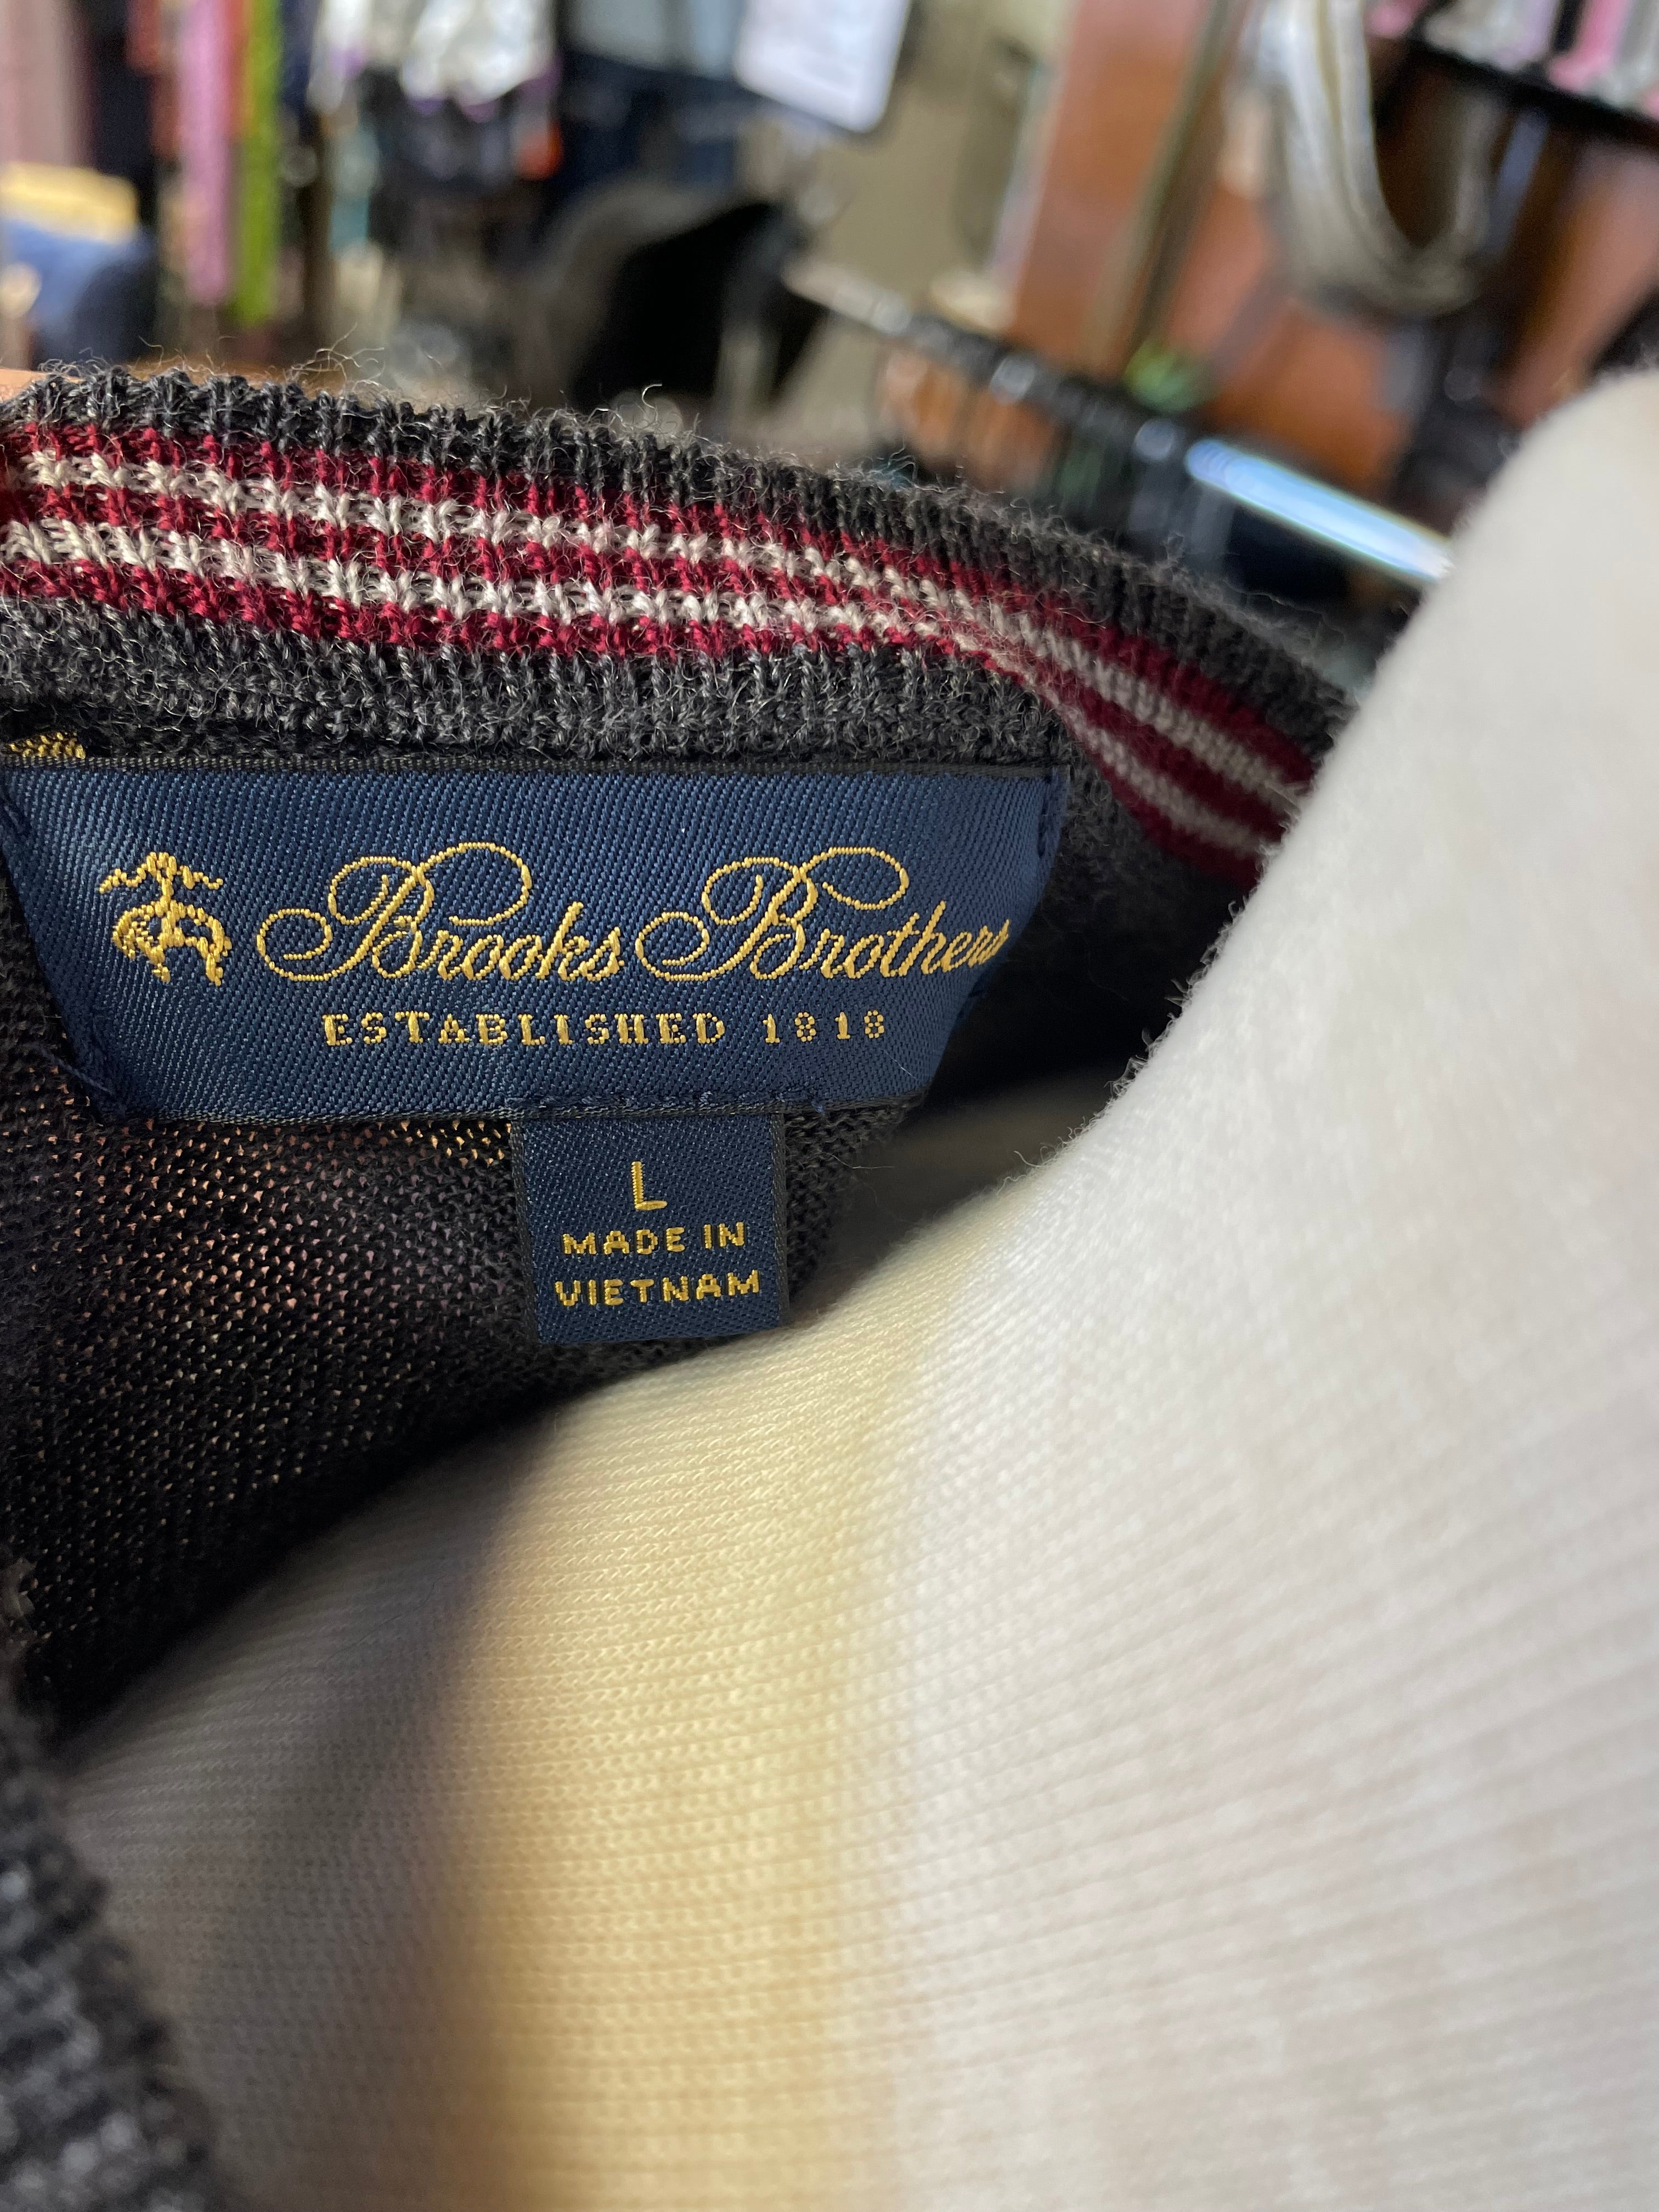 Brooks Brothers
ESTABLISHED 1818
L
MADE IN
VIETNAM